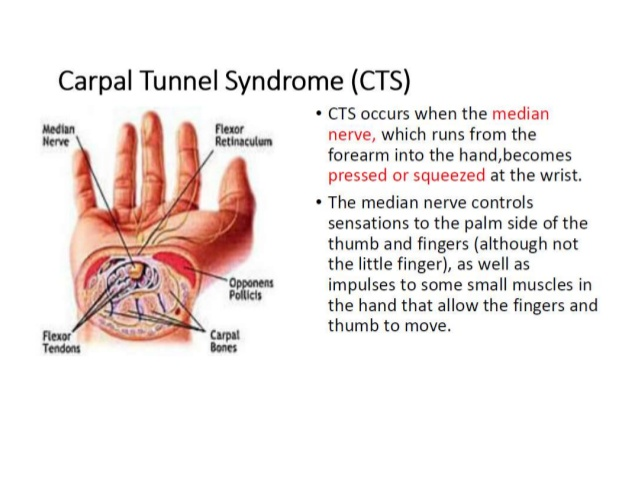 Carpal Tunnel Syndrome (CTS)
Median
Nerve
Flexor
Retinaculum
Opponens
Pollicis
Flexor
Tendons
Carpal
Bones
• CTS occurs when the median
nerve, which runs from the
forearm into the hand,becomes
pressed or squeezed at the wrist.
• The median nerve controls
sensations to the palm side of the
thumb and fingers (although not
the little finger), as well as
impulses to some small muscles in
the hand that allow the fingers and
thumb to move.